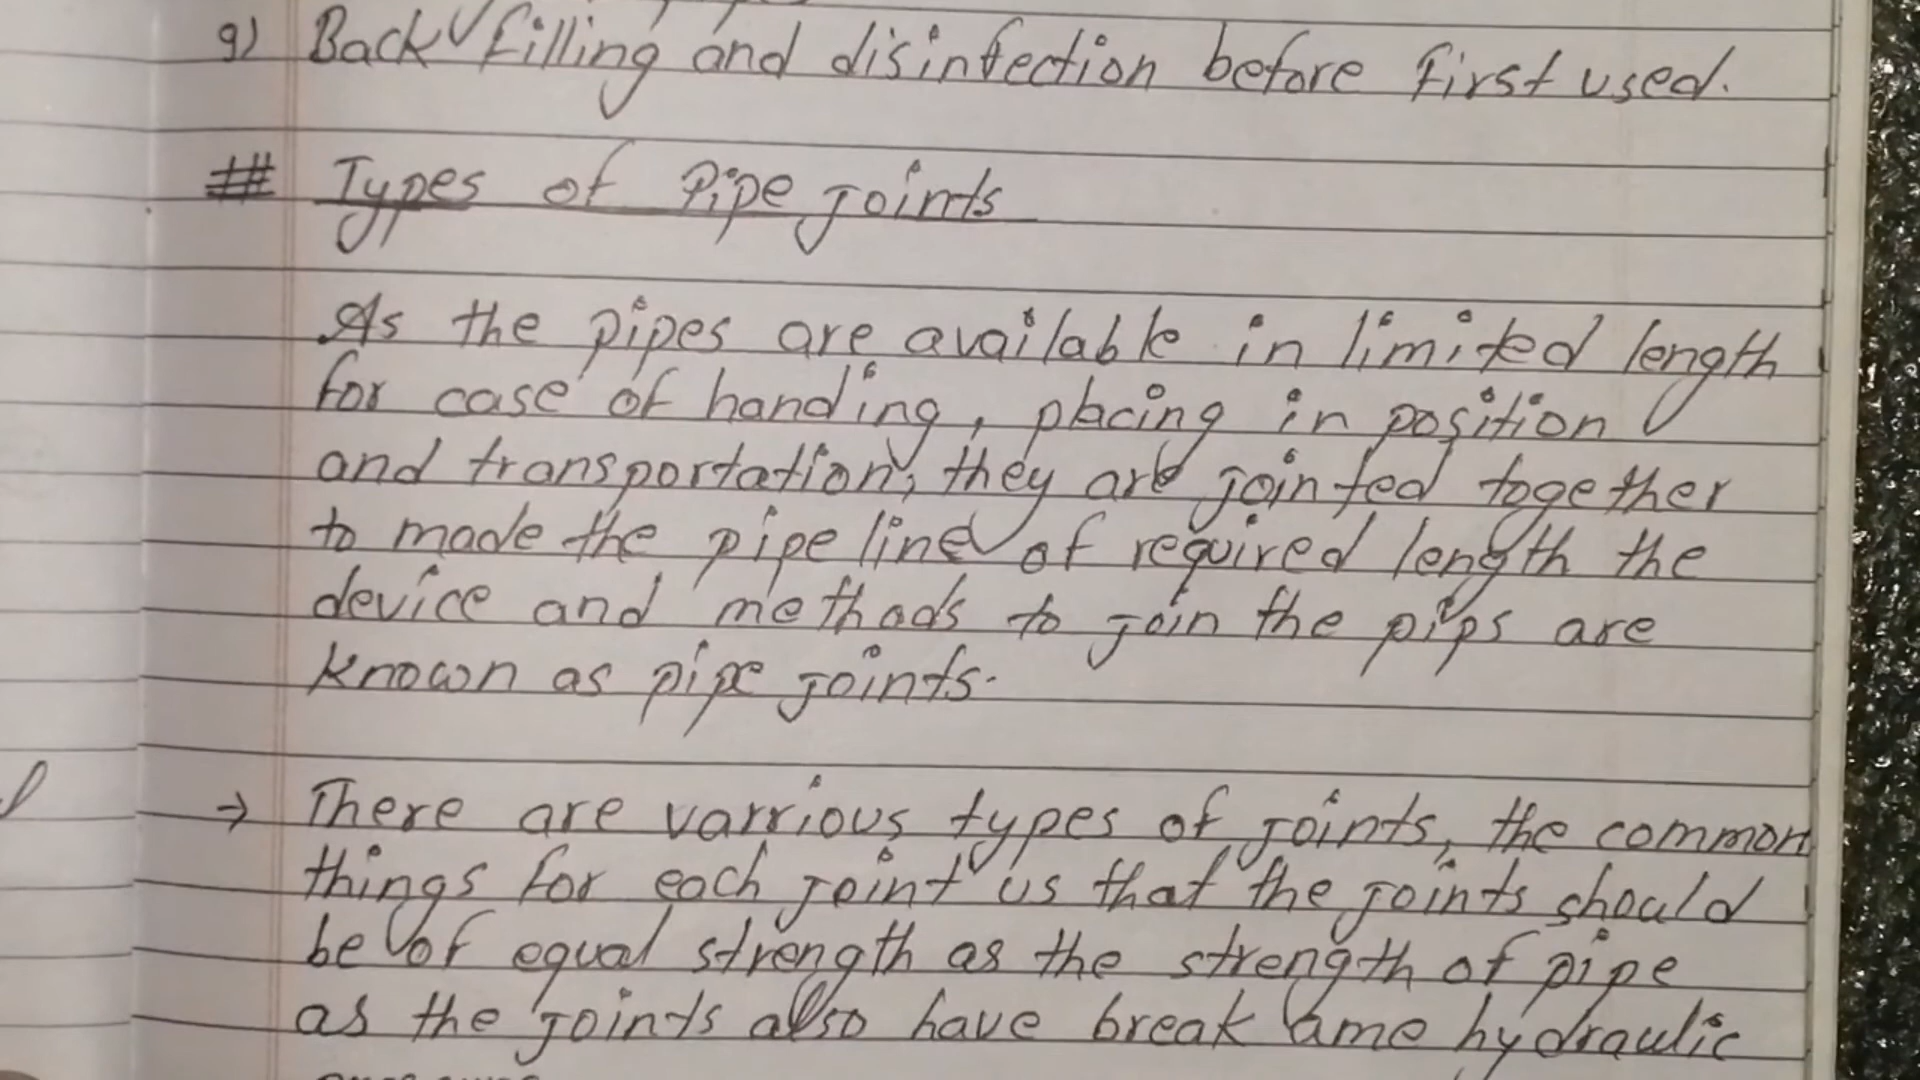 g) Back filling and disinfection before first used.
# Types of Pipe joints
As the pipes are available in limited length
for case of handing, placing in position
and transportation, they are jointed together
to made the pipe line of required length the
device and methods to join the pips are
known as pipe joints.
→ There are varrious types of joints, the common
things for each joint us that the joints should
be of equal strength as the strength of pipe
as the joints also have break hydraulic